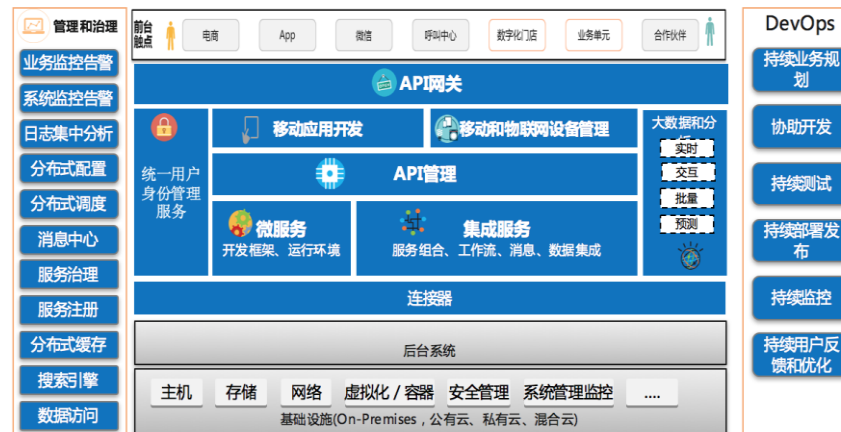 管理和治理
业务监控告警
系统监控告警
日志集中分析
分布式配置
分布式调度
消息中心
服务治理
服务注册
分布式缓存
搜索引擎
数据访问
前台
触点
电商
App
微信
呼叫中心
数字化门店
业务单元
合作伙伴
API网关
统一用户
身份管理
服务
移动应用开发
移动和物联网设备管理
API管理
微服务
开发框架、运行环境
集成服务
服务组合、工作流、消息、数据集成
大数据和分
实时
交互
批量
预测
连接器
后台系统
主机
存储
网络
虚拟化 / 容器
安全管理
系统管理监控
....
基础设施(On-Premises，公有云、私有云、混合云)
DevOps
持续业务规
划
协助开发
持续测试
持续部署发
布
持续监控
持续用户反
馈和优化